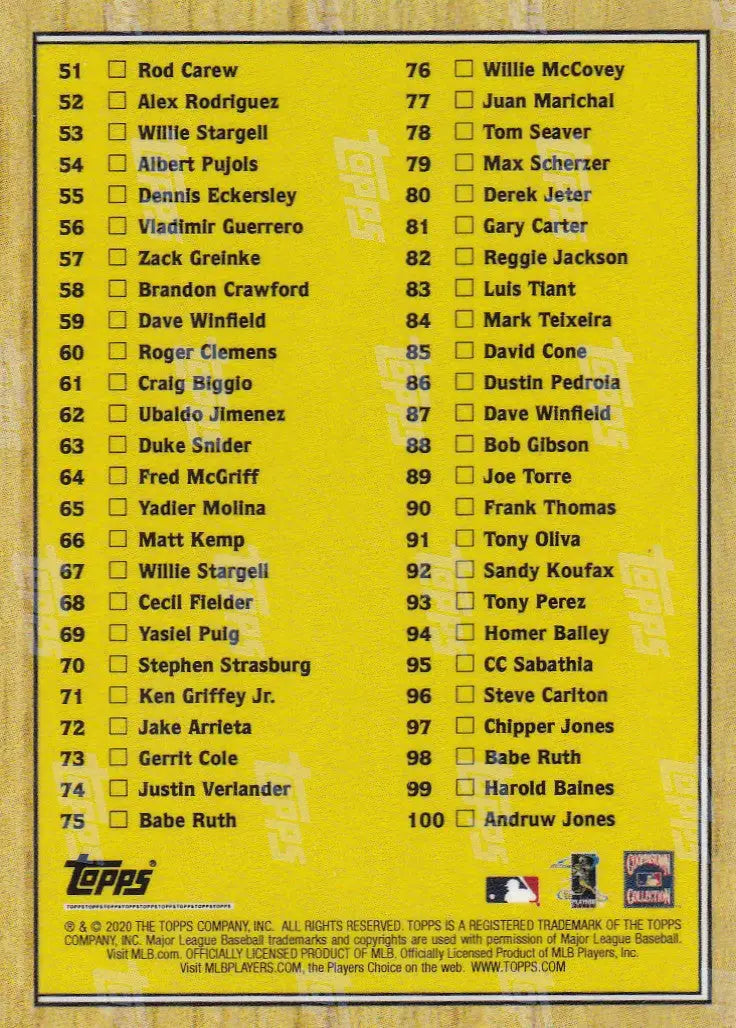 51 Rod Carew
52 Alex Rodriguez
53 Willie Stargell
54 Albert Pujols
55 Dennis Eckersley
56 Vladimir Guerrero
57 Zack Greinke
58 Brandon Crawford
59 Dave Winfield
60 Roger Clemens
61 Craig Biggio
62 Ubaldo Jimenez
63 Duke Snider
64 Fred McGriff
65 Yadier Molina
66 Matt Kemp
67 Willie Stargell
68 Cecil Fielder
69 Yasiel Puig
70 Stephen Strasburg
71 Ken Griffey Jr.
72 Jake Arrieta
73 Gerrit Cole
74 Justin Verlander
75 Babe Ruth
76 Willie McCovey
77 Juan Marichal
78 Tom Seaver
79 Max Scherzer
80 Derek Jeter
81 Gary Carter
82 Reggie Jackson
83 Luis Tiant
84 Mark Teixeira
85 David Cone
86 Dustin Pedroia
87 Dave Winfield
88 Bob Gibson
89 Joe Torre
90 Frank Thomas
91 Tony Oliva
92 Sandy Koufax
93 Tony Perez
94 Homer Bailey
95 CC Sabathia
96 Steve Carlton
97 Chipper Jones
98 Babe Ruth
99 Harold Baines
100 Andruw Jones
Topps®
TOPPSTOPPSTOPPSTOPPSTOPPSTOPPSTOPPSTOPPS
COLLECTION
® & © 2020 THE TOPPS COMPANY, INC. ALL RIGHTS RESERVED. TOPPS IS A REGISTERED TRADEMARK OF THE TOPPS
COMPANY, INC. Major League Baseball trademarks and copyrights are used with permission of Major League Baseball.
Visit MLB.com. OFFICIALLY LICENSED PRODUCT OF MLB. Officially Licensed Product of MLB Players, Inc.
Visit MLBPLAYERS.COM, the Players Choice on the web. WWW.TOPPS.COM